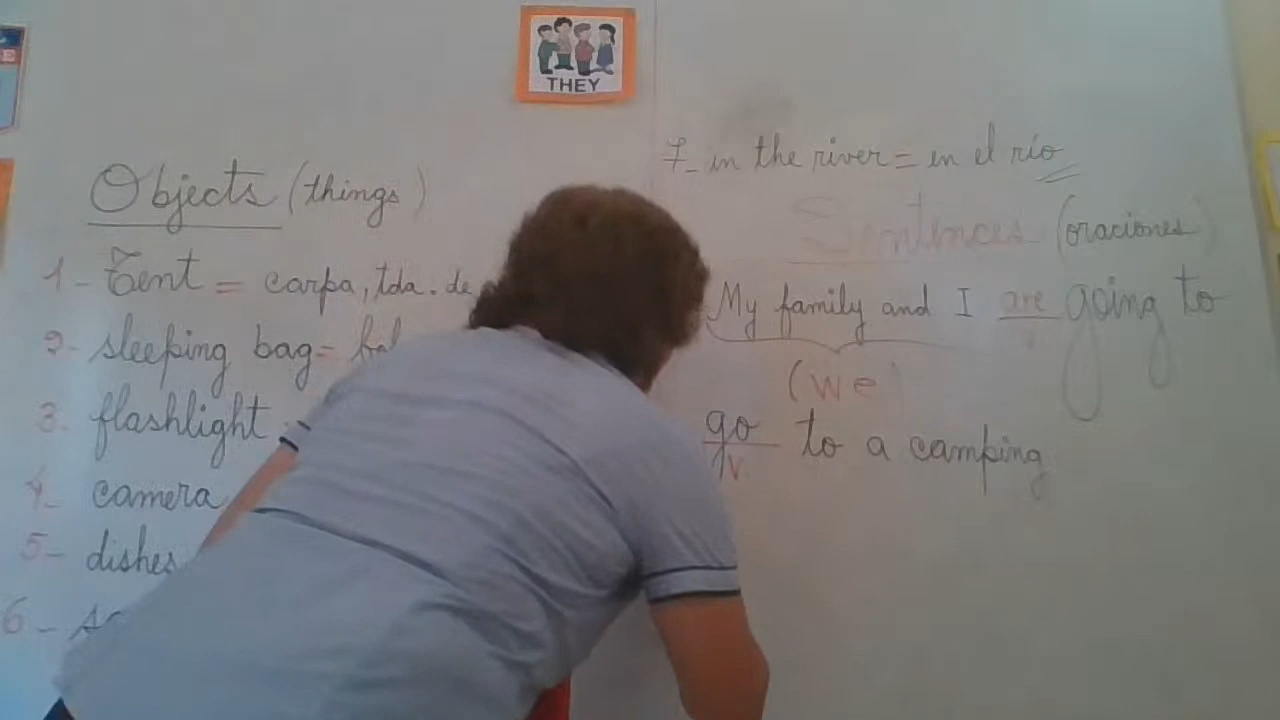 THEY
Objects (things)
1- Tent = carpa, tda. de
2- sleeping bag=
3- flashlight
4- camera
5- dishes
6-
7- in the river = en el río
Sentences (oraciones)
My family and I are going to
(we)
go to a camping
v.